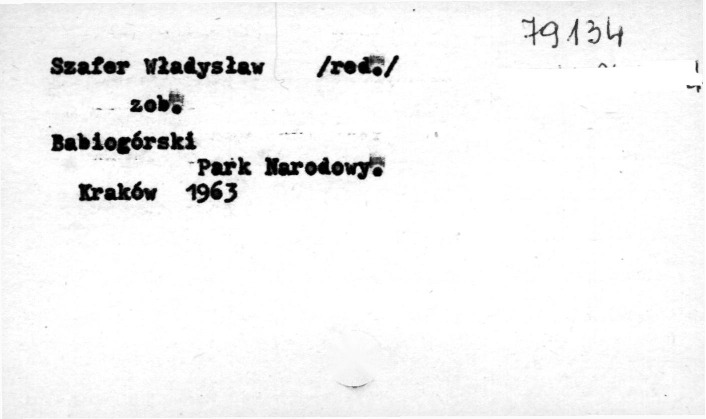 79134
Szafer Władysław /red./
zob.
Babiogórski
Park Narodowy.
Kraków 1963